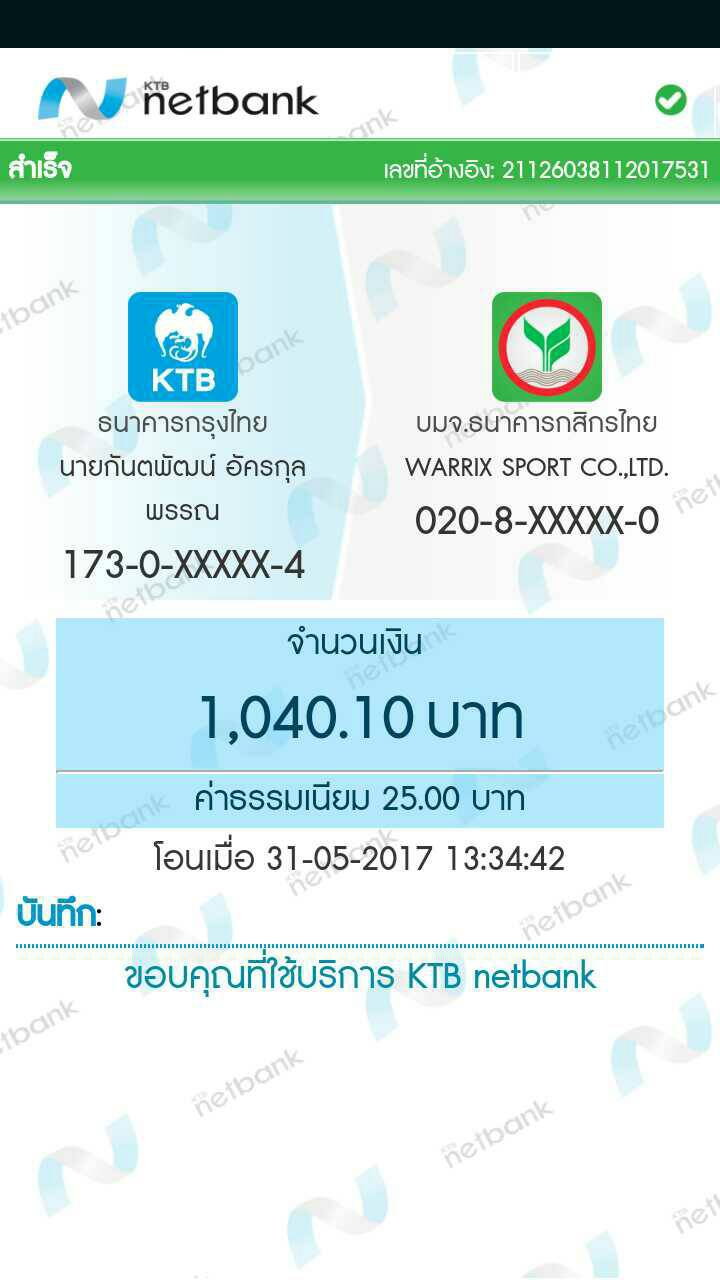 KTB
netbank
สำเร็จ เลขที่อ้างอิง: 21126038112017531
KTB
ธนาคารกรุงไทย
นายกันตพัฒน์ อัครกุล
พรรณ
173-0-XXXXX-4
บมจ.ธนาคารกสิกรไทย
WARRIX SPORT CO.,LTD.
020-8-XXXXX-0
จำนวนเงิน
1,040.10 บาท
ค่าธรรมเนียม 25.00 บาท
โอนเมื่อ 31-05-2017 13:34:42
บันทึก:
ขอบคุณที่ใช้บริการ KTB netbank